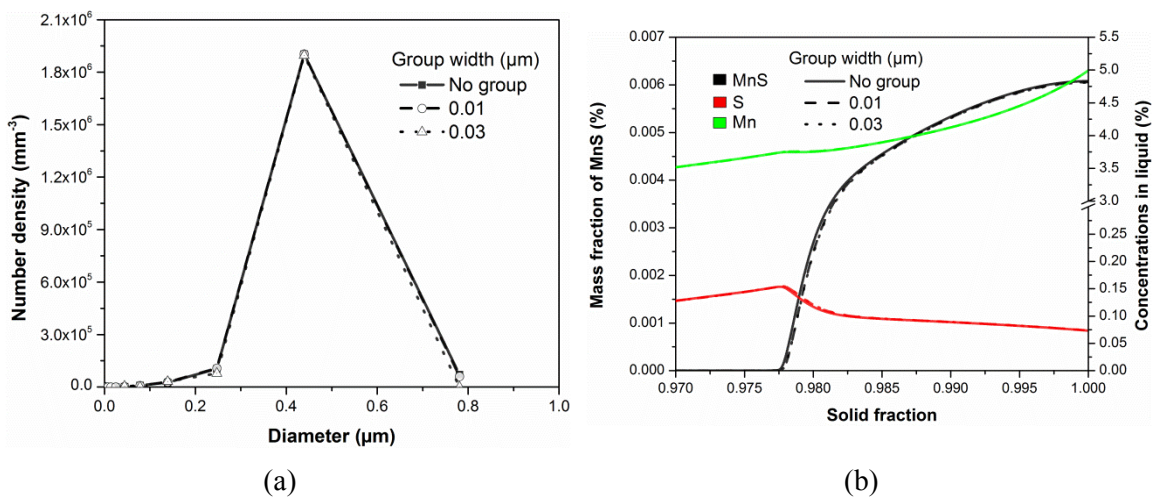 2.1x10⁶
1.8x10⁶
1.5x10⁶
1.2x10⁶
9.0x10⁵
6.0x10⁵
3.0x10⁵
0.0
Number density (mm⁻³)
Group width (µm)
No group
0.01
0.03
0.0 0.2 0.4 0.6 0.8 1.0
Diameter (µm)
(a)
0.007
0.006
0.005
0.004
0.003
0.002
0.001
0.000
Mass fraction of MnS (%)
MnS
S
Mn
Group width (µm)
No group
0.01
0.03
5.5
5.0
4.5
4.0
3.5
3.0
0.25
0.20
0.15
0.10
0.05
0.00
Concentrations in liquid (%)
0.970 0.975 0.980 0.985 0.990 0.995 1.000
Solid fraction
(b)